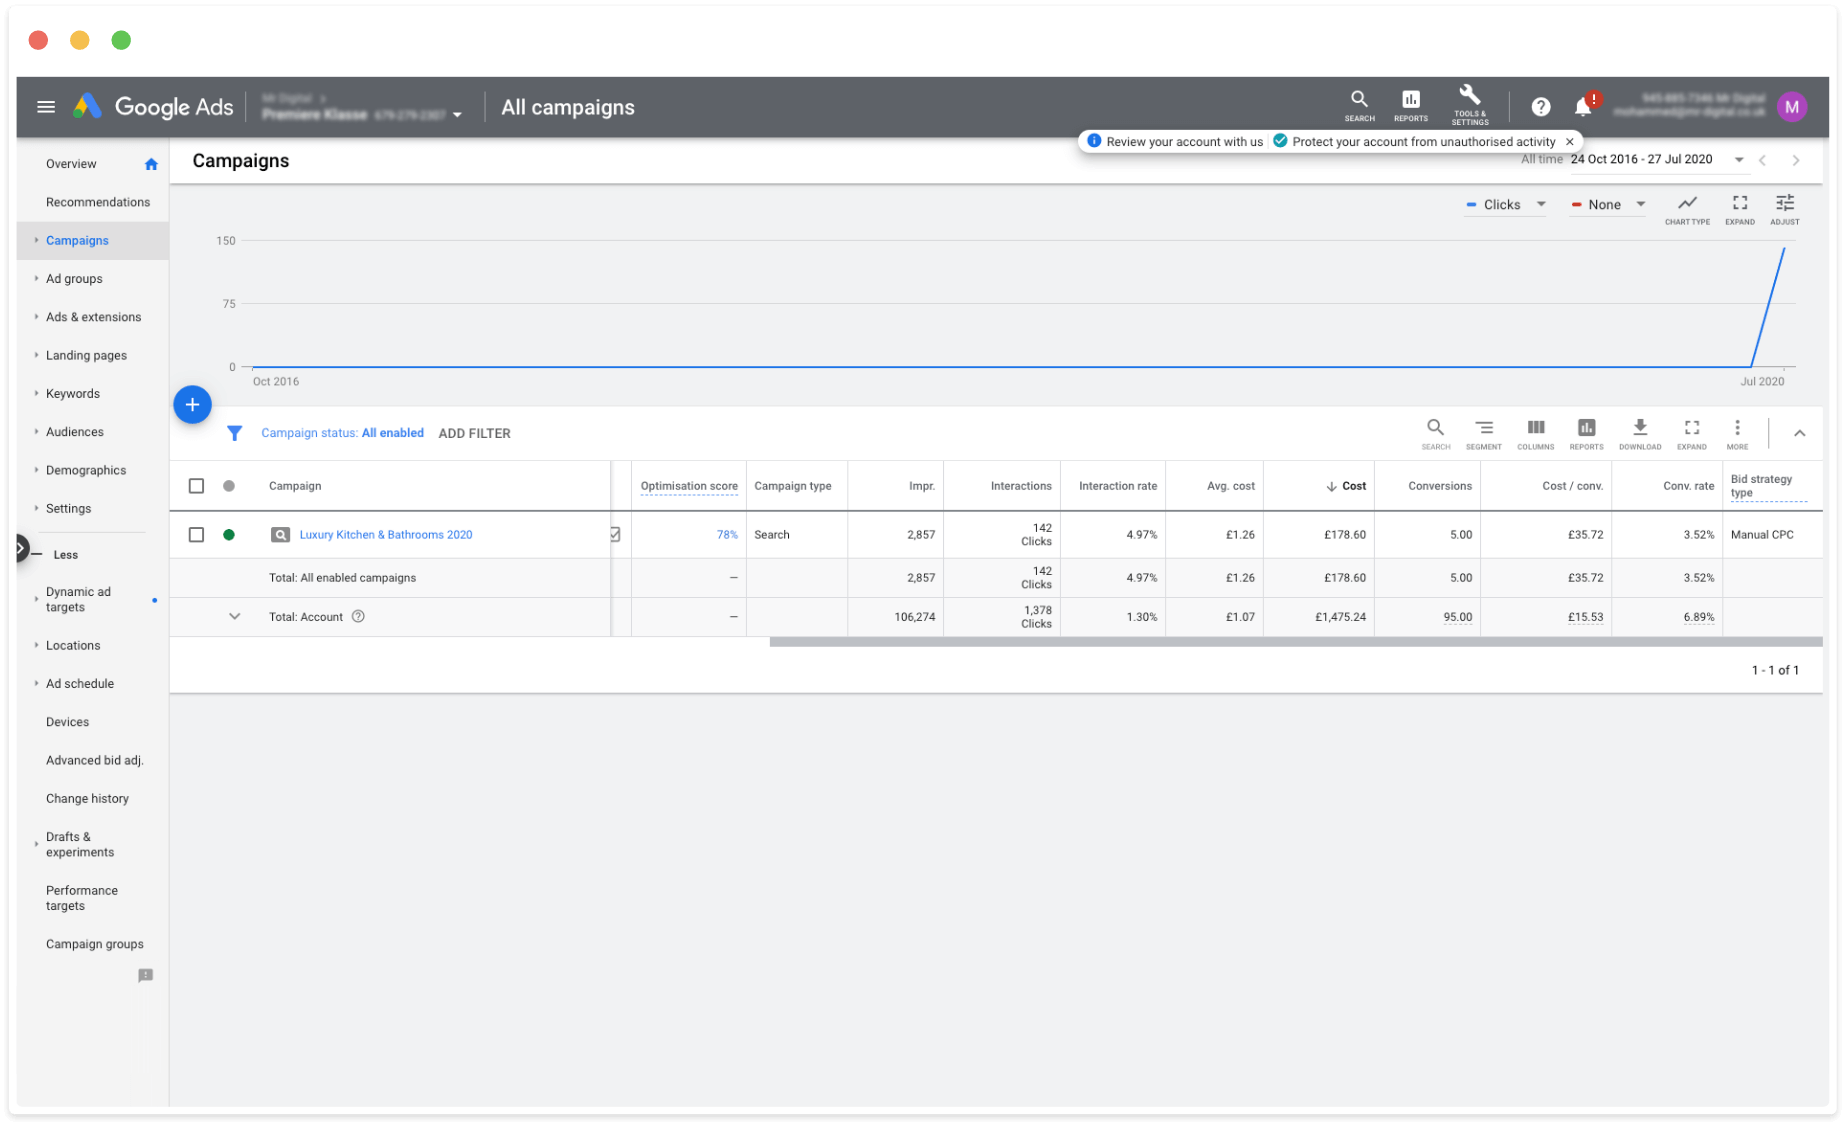 Google Ads
Premiere Klasse
All campaigns
SEARCH
REPORTS
TOOLS &
SETTINGS
!
M
Review your account with us
Protect your account from unauthorised activity
Overview
Recommendations
Campaigns
Ad groups
Ads & extensions
Landing pages
Keywords
Audiences
Demographics
Settings
Less
Dynamic ad
targets
Locations
Ad schedule
Devices
Advanced bid adj.
Change history
Drafts &
experiments
Performance
targets
Campaign groups
Campaigns
All time 24 Oct 2016 - 27 Jul 2020
Clicks
None
CHART TYPE
EXPAND
ADJUST
150
75
0
Oct 2016
Jul 2020
Campaign status: All enabled ADD FILTER
SEARCH
SEGMENT
COLUMNS
REPORTS
DOWNLOAD
EXPAND
MORE
Campaign Optimisation score Campaign type Impr. Interactions Interaction rate Avg. cost Cost Conversions Cost / conv. Conv. rate Bid strategy
type
Luxury Kitchen & Bathrooms 2020 78% Search 2,857 142
Clicks 4.97% £1.26 £178.60 5.00 £35.72 3.52% Manual CPC
Total: All enabled campaigns – 2,857 142
Clicks 4.97% £1.26 £178.60 5.00 £35.72 3.52%
Total: Account – 106,274 1,378
Clicks 1.30% £1.07 £1,475.24 95.00 £15.53 6.89%
1 - 1 of 1